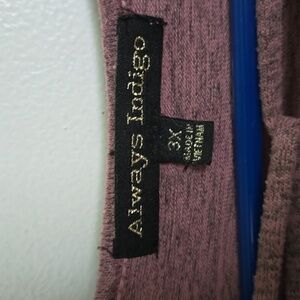 Always Indigo
3X
MADE IN
VIETNAM